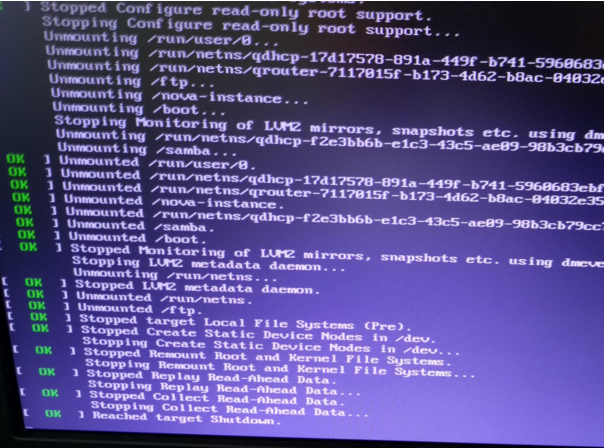 ] Stopped Configure read-only root support.
Stopping Configure read-only root support...
Unmounting /run/user/0...
Unmounting /run/netns/qdhcp-17d17578-891a-449f-b741-5960683
Unmounting /run/netns/qrouter-7117015f-b173-4d62-b8ac-04032
Unmounting /ftp...
Unmounting /nova-instance...
Unmounting /boot...
Stopping Monitoring of LVM2 mirrors, snapshots etc. using dme
Unmounting /run/netns/qdhcp-f2e3bb6b-e1c3-43c5-ae09-98b3cb79
Unmounting /samba...
OK ] Unmounted /run/user/0.
OK ] Unmounted /run/netns/qdhcp-17d17578-891a-449f-b741-5960683ebf
OK ] Unmounted /run/netns/qrouter-7117015f-b173-4d62-b8ac-04032e35
OK ] Unmounted /nova-instance.
OK ] Unmounted /run/netns/qdhcp-f2e3bb6b-e1c3-43c5-ae09-98b3cb79cc
OK ] Unmounted /samba.
OK ] Unmounted /boot.
[ OK ] Stopped Monitoring of LVM2 mirrors, snapshots etc. using dmeve
Stopping LVM2 metadata daemon...
Unmounting /run/netns...
[ OK ] Stopped LVM2 metadata daemon.
[ OK ] Unmounted /run/netns.
[ OK ] Unmounted /ftp.
[ OK ] Stopped target Local File Systems (Pre).
[ OK ] Stopped Create Static Device Nodes in /dev.
Stopping Create Static Device Nodes in /dev...
[ OK ] Stopped Remount Root and Kernel File Systems.
Stopping Remount Root and Kernel File Systems...
[ OK ] Stopped Replay Read-Ahead Data.
Stopping Replay Read-Ahead Data...
[ OK ] Stopped Collect Read-Ahead Data.
Stopping Collect Read-Ahead Data...
[ OK ] Reached target Shutdown.